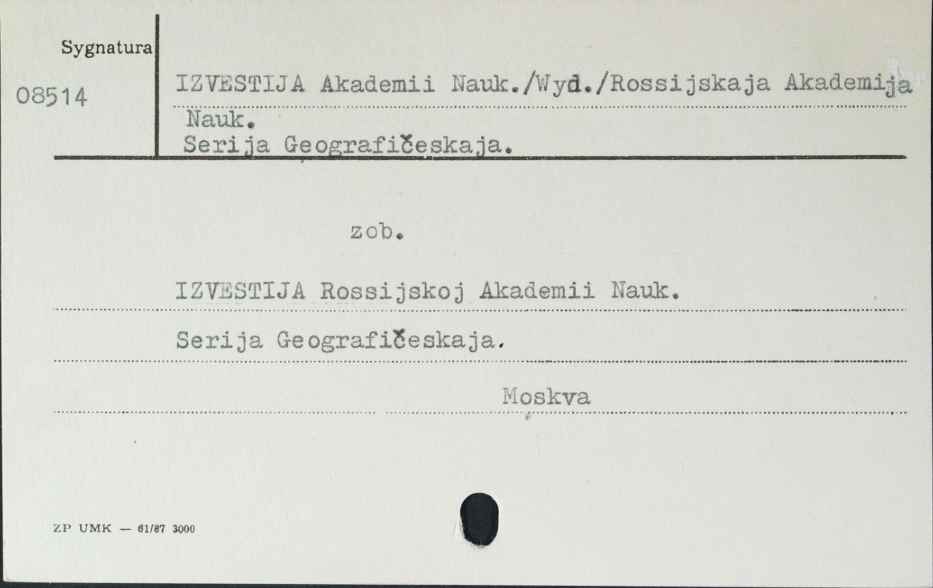 Sygnatura
08514
IZVESTIJA Akademii Nauk./Wyd./Rossijskaja Akademija
Nauk.
Serija Geografičeskaja.
zob.
IZVESTIJA Rossijskoj Akademii Nauk.
Serija Geografičeskaja.
Moskva
ZP UMK — 61/87 3000